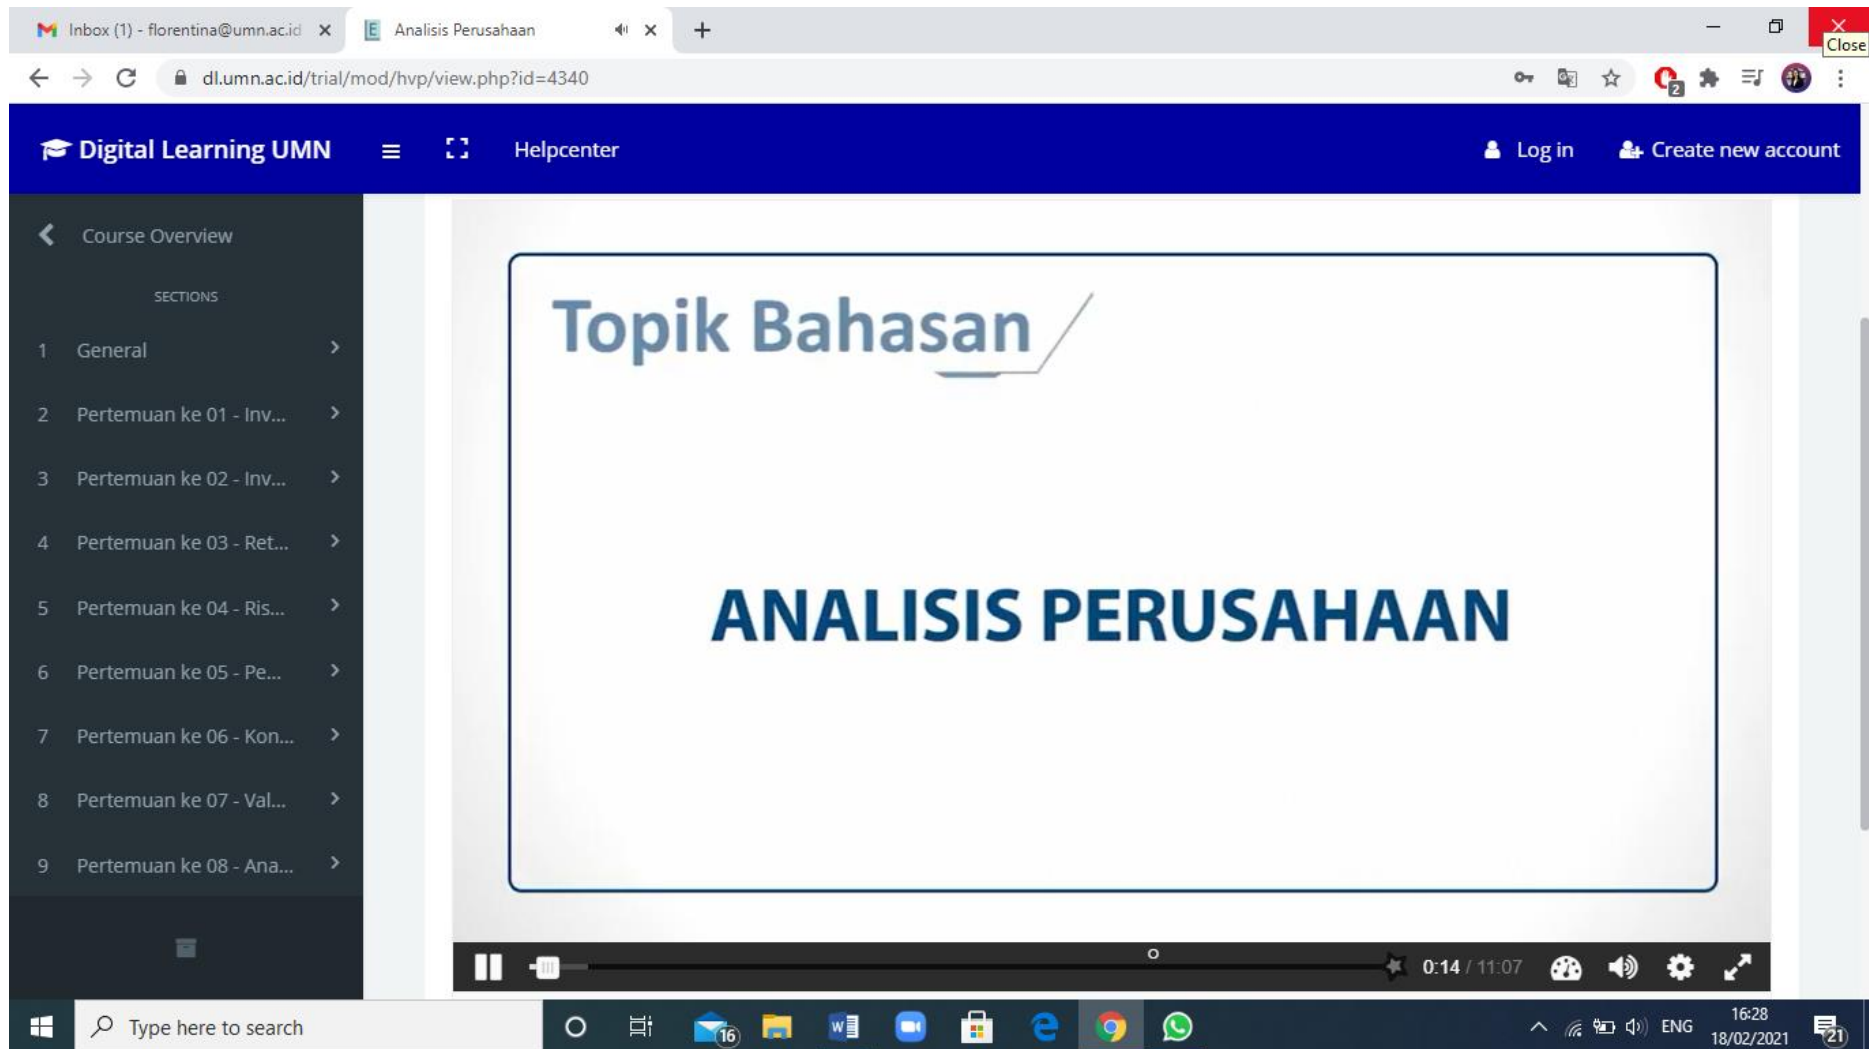 Inbox (1) - florentina@umn.ac.id
Analisis Perusahaan
Close
dl.umn.ac.id/trial/mod/hvp/view.php?id=4340
2
Digital Learning UMN
Helpcenter
Log in
Create new account
Course Overview
SECTIONS
1 General
2 Pertemuan ke 01 - Inv...
3 Pertemuan ke 02 - Inv...
4 Pertemuan ke 03 - Ret...
5 Pertemuan ke 04 - Ris...
6 Pertemuan ke 05 - Pe...
7 Pertemuan ke 06 - Kon...
8 Pertemuan ke 07 - Val...
9 Pertemuan ke 08 - Ana...
Topik Bahasan
ANALISIS PERUSAHAAN
0:14 / 11:07
Type here to search
16
ENG
16:28
18/02/2021
21